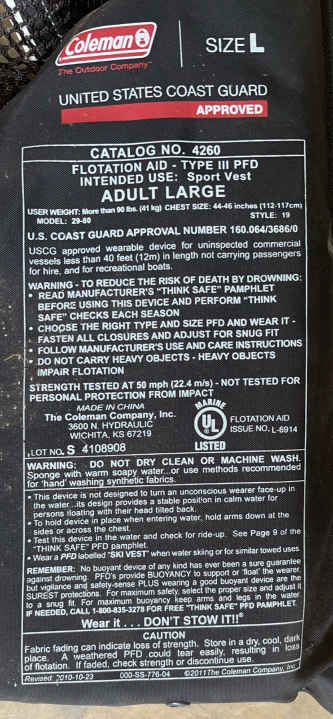 Coleman
The Outdoor Company™
SIZE L
UNITED STATES COAST GUARD
APPROVED
CATALOG NO. 4260
FLOTATION AID - TYPE III PFD
INTENDED USE: Sport Vest
ADULT LARGE
USER WEIGHT: More than 90 lbs. (41 kg) CHEST SIZE: 44-46 inches (112-117cm)
MODEL: 29-80 STYLE: 19
U.S. COAST GUARD APPROVAL NUMBER 160.064/3686/0
USCG approved wearable device for uninspected commercial
vessels less than 40 feet (12m) in length not carrying passengers
for hire, and for recreational boats.
WARNING - TO REDUCE THE RISK OF DEATH BY DROWNING:
• READ MANUFACTURER'S "THINK SAFE" PAMPHLET
BEFORE USING THIS DEVICE AND PERFORM "THINK
SAFE" CHECKS EACH SEASON
• CHOOSE THE RIGHT TYPE AND SIZE PFD AND WEAR IT -
FASTEN ALL CLOSURES AND ADJUST FOR SNUG FIT
• FOLLOW MANUFACTURER'S USE AND CARE INSTRUCTIONS
• DO NOT CARRY HEAVY OBJECTS - HEAVY OBJECTS
IMPAIR FLOTATION
STRENGTH TESTED AT 50 mph (22.4 m/s) - NOT TESTED FOR
PERSONAL PROTECTION FROM IMPACT
MADE IN CHINA
The Coleman Company, Inc.
3600 N. HYDRAULIC
WICHITA, KS 67219
LOT NO. S 4108908
MARINE
UL
LISTED
FLOTATION AID
ISSUE NO. L-6914
WARNING: DO NOT DRY CLEAN OR MACHINE WASH.
Sponge with warm soapy water...or use methods recommended
for 'hand' washing synthetic fabrics.
• This device is not designed to turn an unconscious wearer face-up in
the water...its design provides a stable position in calm water for
persons floating with their head tilted back.
• To hold device in place when entering water, hold arms down at the
sides or across the chest.
• Test this device in the water and check for ride-up. See Page 9 of the
"THINK SAFE" PFD pamphlet.
• Wear a PFD labelled "SKI VEST" when water skiing or for similar towed uses.
REMEMBER: No buoyant device of any kind has ever been a sure guarantee
against drowning. PFD's provide BUOYANCY to support or 'float' the wearer,
but vigilance and safety-sense PLUS wearing a good buoyant device are the
SUREST protections. For maximum safety, select the proper size and adjust it
to a snug fit. For maximum buoyancy keep arms and legs in the water.
IF NEEDED, CALL 1-800-835-3278 FOR FREE "THINK SAFE" PFD PAMPHLET.
Wear it . . . DON'T STOW IT!!®
CAUTION
Fabric fading can indicate loss of strength. Store in a dry, cool, dark
place. A weathered PFD could tear easily, resulting in loss
of flotation. If faded, check strength or discontinue use.
Revised: 2010-10-23 000-SS-776-04 ©2011The Coleman Company, Inc.